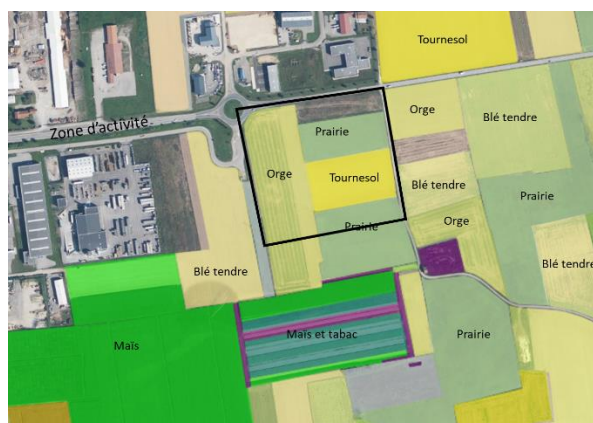 Tournesol
Orge
Blé tendre
Zone d'activité
Prairie
Orge
Tournesol
Blé tendre
Prairie
Prairie
Orge
Blé tendre
Blé tendre
Maïs
Maïs et tabac
Prairie